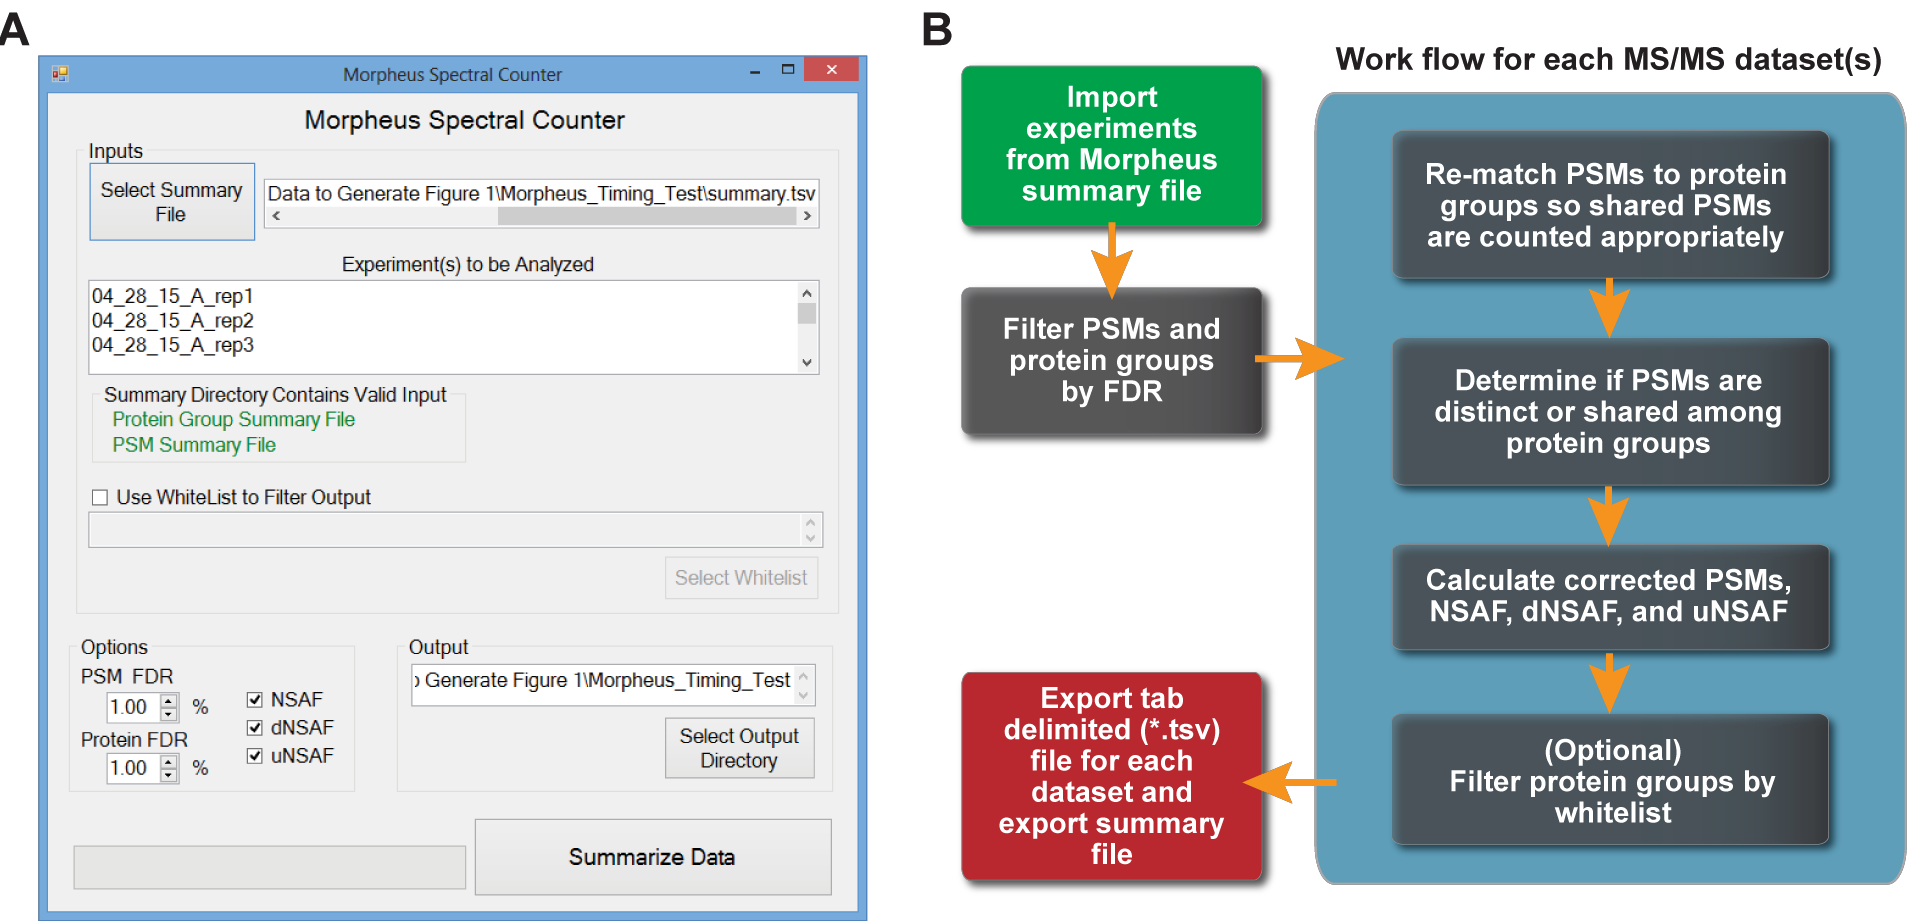 A
Morpheus Spectral Counter
Morpheus Spectral Counter
Inputs
Select Summary
File
Data to Generate Figure 1\Morpheus_Timing_Test\summary.tsv
Experiment(s) to be Analyzed
04_28_15_A_rep1
04_28_15_A_rep2
04_28_15_A_rep3
Summary Directory Contains Valid Input
Protein Group Summary File
PSM Summary File
Use WhiteList to Filter Output
Select Whitelist
Options
PSM FDR
1.00 %
Protein FDR
1.00 %
NSAF
dNSAF
uNSAF
Output
Generate Figure 1\Morpheus_Timing_Test
Select Output
Directory
Summarize Data
B
Import
experiments
from Morpheus
summary file
Filter PSMs and
protein groups
by FDR
Work flow for each MS/MS dataset(s)
Re-match PSMs to protein
groups so shared PSMs
are counted appropriately
Determine if PSMs are
distinct or shared among
protein groups
Calculate corrected PSMs,
NSAF, dNSAF, and uNSAF
(Optional)
Filter protein groups by
whitelist
Export tab
delimited (*.tsv)
file for each
dataset and
export summary
file